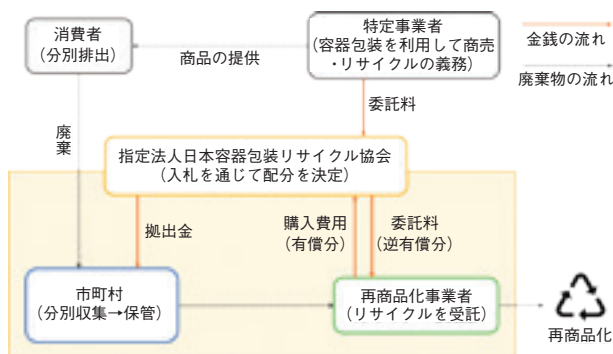 消費者
(分別排出)
商品の提供
特定事業者
(容器包装を利用して商売
・リサイクルの義務)
金銭の流れ
廃棄物の流れ
委託料
廃棄
指定法人日本容器包装リサイクル協会
(入札を通じて配分を決定)
拠出金
購入費用
(有償分)
委託料
(逆有償分)
市町村
(分別収集→保管)
再商品化事業者
(リサイクルを受託)
再商品化